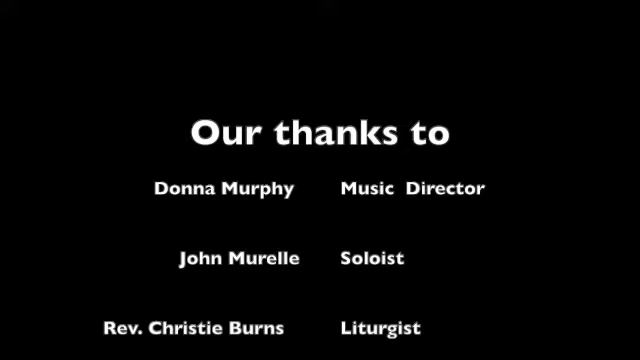 Our thanks to
Donna Murphy Music Director
John Murelle Soloist
Rev. Christie Burns Liturgist